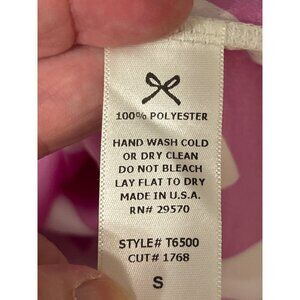 100% POLYESTER
HAND WASH COLD
OR DRY CLEAN
DO NOT BLEACH
LAY FLAT TO DRY
MADE IN U.S.A.
RN# 29570
STYLE# T6500
CUT# 1768
S